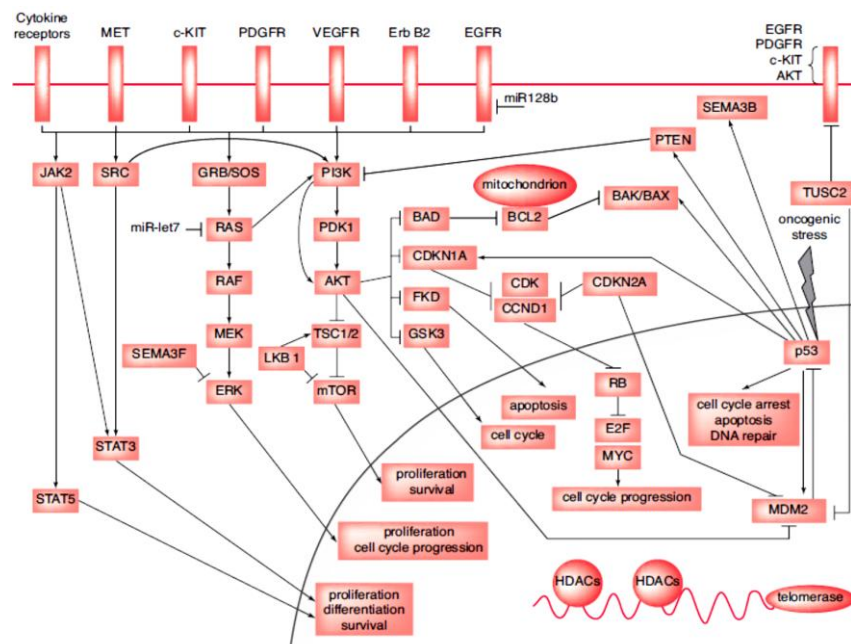 Cytokine
receptors
MET
c-KIT
PDGFR
VEGFR
Erb B2
EGFR
EGFR
PDGFR
c-KIT
AKT
miR128b
SEMA3B
PTEN
JAK2
SRC
GRB/SOS
PI3K
mitochondrion
BAK/BAX
TUSC2
miR-let7
RAS
PDK1
BAD
BCL2
oncogenic
stress
CDKN1A
RAF
AKT
CDK
CDKN2A
FKD
CCND1
MEK
TSC1/2
GSK3
p53
SEMA3F
LKB 1
RB
ERK
mTOR
apoptosis
cell cycle arrest
apoptosis
DNA repair
cell cycle
E2F
STAT3
MYC
proliferation
survival
cell cycle progression
STAT5
MDM2
proliferation
cell cycle progression
HDACs
HDACs
telomerase
proliferation
differentiation
survival